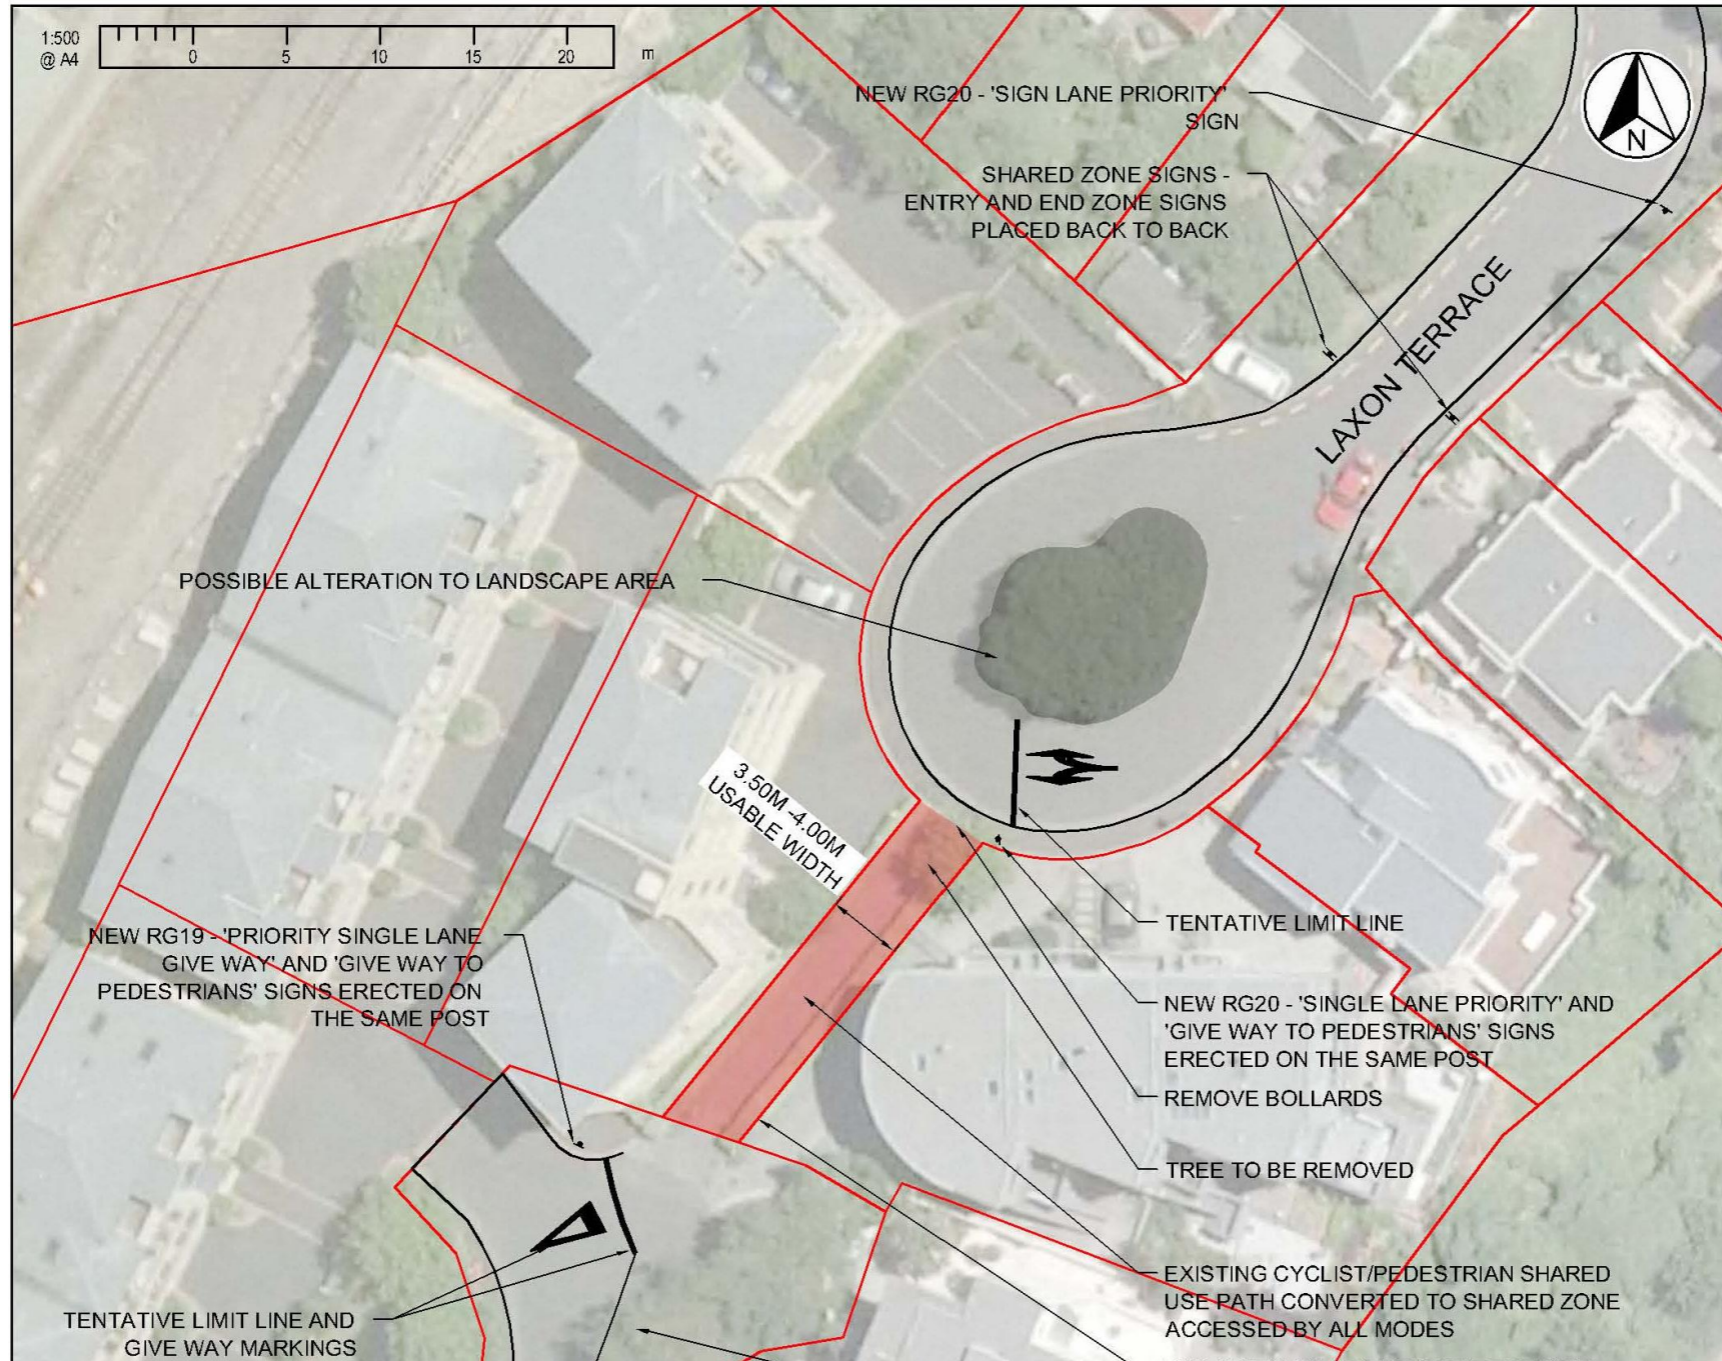 1:500
@ A4
0 5 10 15 20 m
NEW RG20 - 'SIGN LANE PRIORITY'
SIGN
N
SHARED ZONE SIGNS -
ENTRY AND END ZONE SIGNS
PLACED BACK TO BACK
LAXON TERRACE
POSSIBLE ALTERATION TO LANDSCAPE AREA
3.50M -4.00M
USABLE WIDTH
TENTATIVE LIMIT LINE
NEW RG19 - 'PRIORITY SINGLE LANE
GIVE WAY' AND 'GIVE WAY TO
PEDESTRIANS' SIGNS ERECTED ON
THE SAME POST
NEW RG20 - 'SINGLE LANE PRIORITY' AND
'GIVE WAY TO PEDESTRIANS' SIGNS
ERECTED ON THE SAME POST
REMOVE BOLLARDS
TREE TO BE REMOVED
EXISTING CYCLIST/PEDESTRIAN SHARED
USE PATH CONVERTED TO SHARED ZONE
ACCESSED BY ALL MODES
TENTATIVE LIMIT LINE AND
GIVE WAY MARKINGS